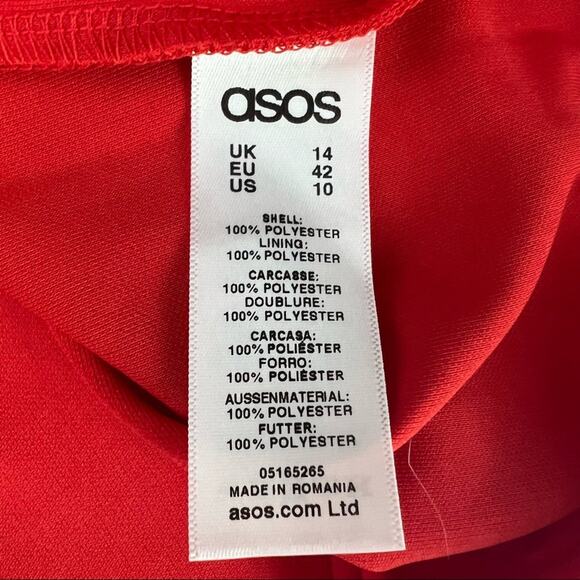 asos
UK 14
EU 42
US 10
SHELL:
100% POLYESTER
LINING:
100% POLYESTER
CARCASSE:
100% POLYESTER
DOUBLURE:
100% POLYESTER
CARCASA:
100% POLIÉSTER
FORRO:
100% POLIÈSTER
AUSSENMATERIAL:
100% POLYESTER
FUTTER:
100% POLYESTER
05165265
MADE IN ROMANIA
asos.com Ltd